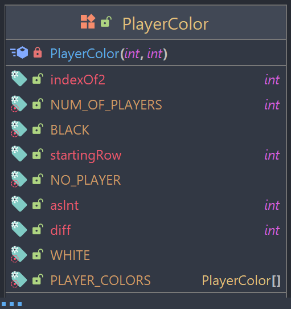 PlayerColor
PlayerColor(int, int)
indexOf2 int
NUM_OF_PLAYERS int
BLACK
startingRow int
NO_PLAYER
asInt int
diff int
WHITE
PLAYER_COLORS PlayerColor[]